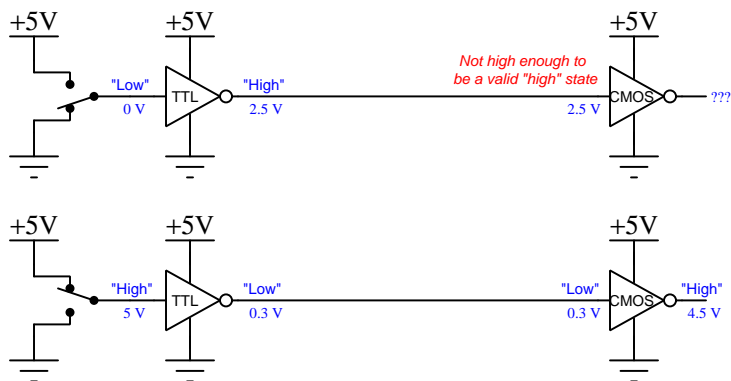 +5V +5V +5V
Not high enough to
be a valid "high" state
"Low" "High"
TTL CMOS ???
0 V 2.5 V 2.5 V
+5V +5V +5V
"High" "Low" "Low" "High"
TTL CMOS
5 V 0.3 V 0.3 V 4.5 V